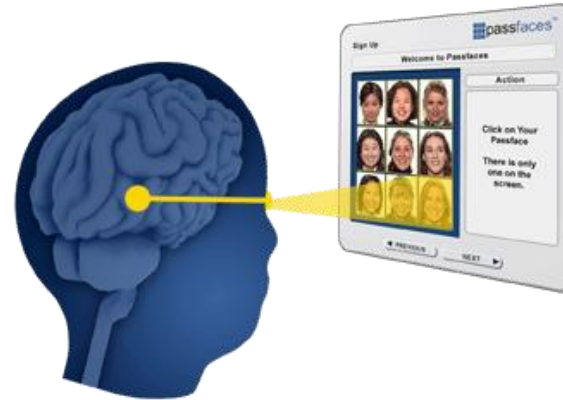 passfaces™
Sign Up
Welcome to Passfaces
Action
Click on Your
Passface
There is only
one on the
screen.
◀ PREVIOUS
NEXT ▶